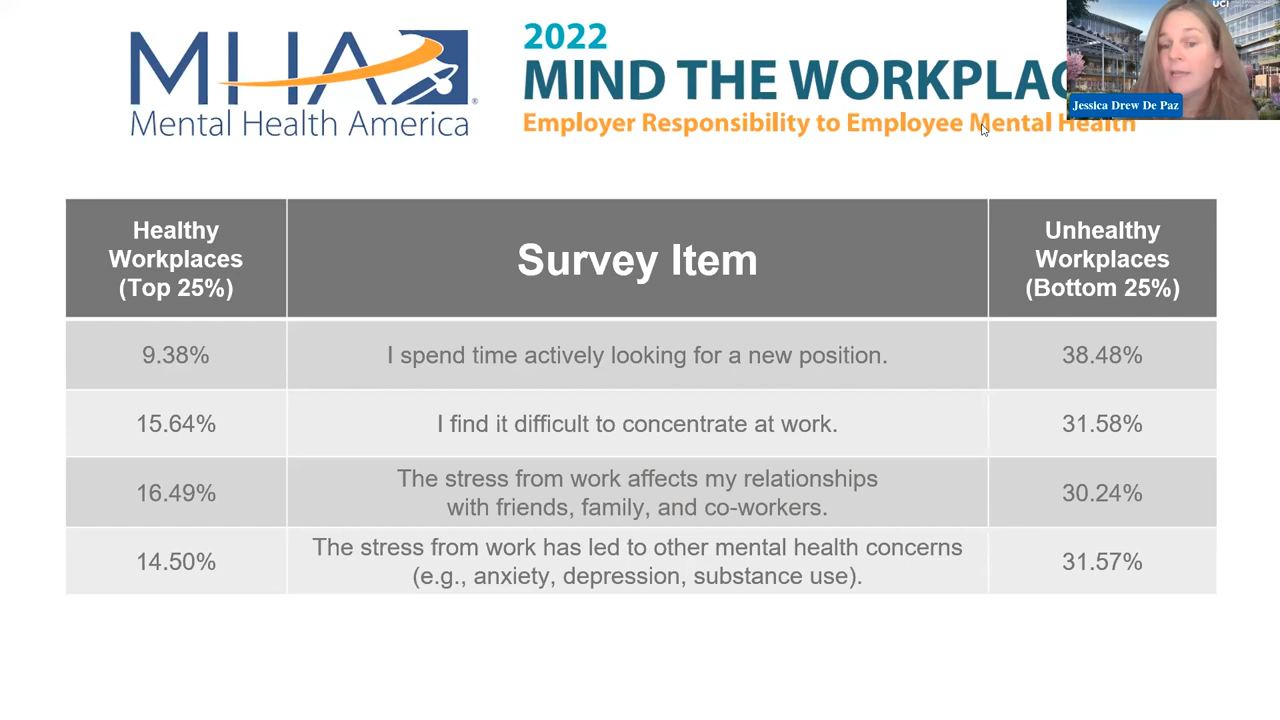 MHA
Mental Health America
2022
MIND THE WORKPLAC
Employer Responsibility to Employee Mental Health
UCI
Jessica Drew De Paz
Healthy
Workplaces
(Top 25%)
Survey Item
Unhealthy
Workplaces
(Bottom 25%)
9.38%
I spend time actively looking for a new position.
38.48%
15.64%
I find it difficult to concentrate at work.
31.58%
16.49%
The stress from work affects my relationships
with friends, family, and co-workers.
30.24%
14.50%
The stress from work has led to other mental health concerns
(e.g., anxiety, depression, substance use).
31.57%